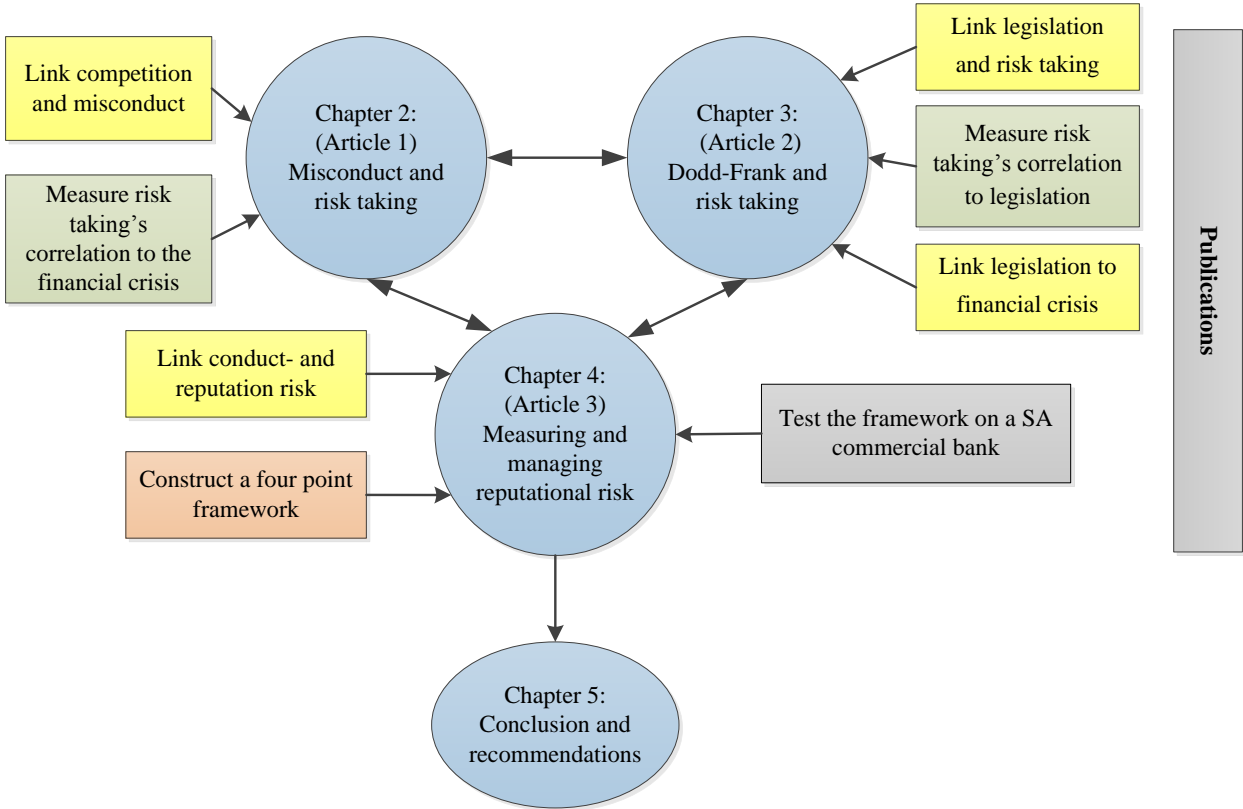 Link competition
and misconduct
Measure risk
taking’s
correlation to the
financial crisis
Chapter 2:
(Article 1)
Misconduct and
risk taking
Chapter 3:
(Article 2)
Dodd-Frank and
risk taking
Link legislation
and risk taking
Measure risk
taking’s correlation
to legislation
Link legislation to
financial crisis
Publications
Link conduct- and
reputation risk
Construct a four point
framework
Chapter 4:
(Article 3)
Measuring and
managing
reputational risk
Test the framework on a SA
commercial bank
Chapter 5:
Conclusion and
recommendations